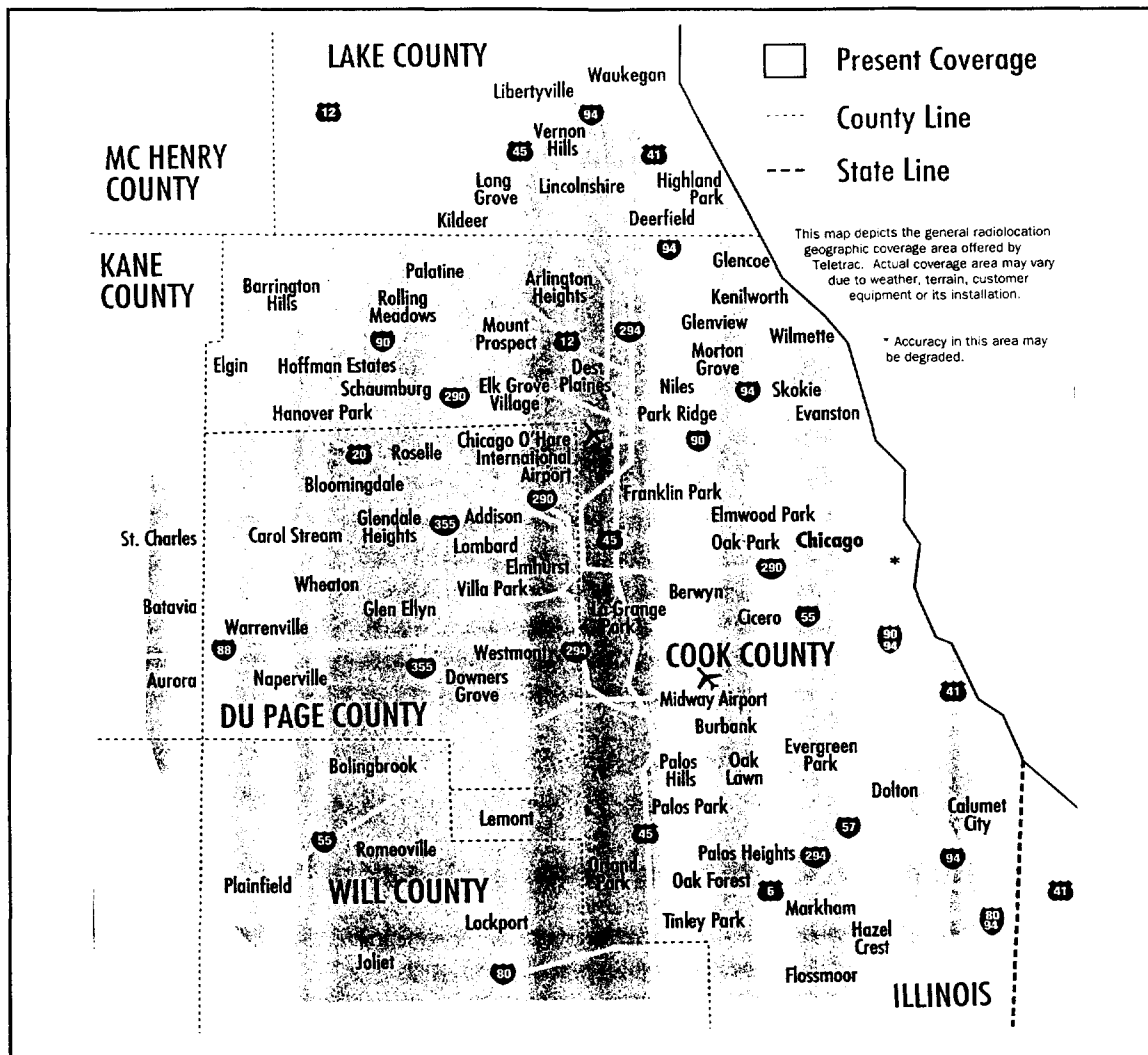 LAKE COUNTY
Waukegan
Libertyville
Present Coverage
12
94
Vernon
Hills
County Line
45
41
MC HENRY
COUNTY
State Line
Long
Grove
Lincolnshire
Highland
Park
Kildeer
Deerfield
This map depicts the general radiolocation
geographic coverage area offered by
Teletrac. Actual coverage area may vary
due to weather, terrain, customer
equipment or its installation.
94
KANE
COUNTY
Palatine
Glencoe
Barrington
Hills
Arlington
Heights
Rolling
Meadows
Kenilworth
Mount
Prospect
Glenview
294
Wilmette
90
12
* Accuracy in this area may
be degraded.
Morton
Grove
Elgin
Hoffman Estates
Des
Plaines
Schaumburg
290
Elk Grove
Village
Niles
94
Skokie
Hanover Park
Park Ridge
Evanston
20
Roselle
Chicago O'Hare
International
Airport
90
Bloomingdale
290
Franklin Park
Addison
Elmwood Park
St. Charles
Carol Stream
Glendale
Heights
355
Lombard
45
Oak Park
Chicago
Elmhurst
290
*
Wheaton
Villa Park
Berwyn
Batavia
Glen Ellyn
La Grange
Park
Cicero
55
Warrenville
90
94
88
Westmont
294
COOK COUNTY
355
Aurora
Naperville
Downers
Grove
Midway Airport
41
DU PAGE COUNTY
Burbank
Bolingbrook
Palos
Hills
Oak
Lawn
Evergreen
Park
Dolton
Lemont
Palos Park
Calumet
City
55
45
57
Romeoville
Palos Heights
294
94
Plainfield
WILL COUNTY
Orland
Park
Oak Forest
6
41
Lockport
Tinley Park
Markham
80
94
Hazel
Crest
Joliet
80
Flossmoor
ILLINOIS